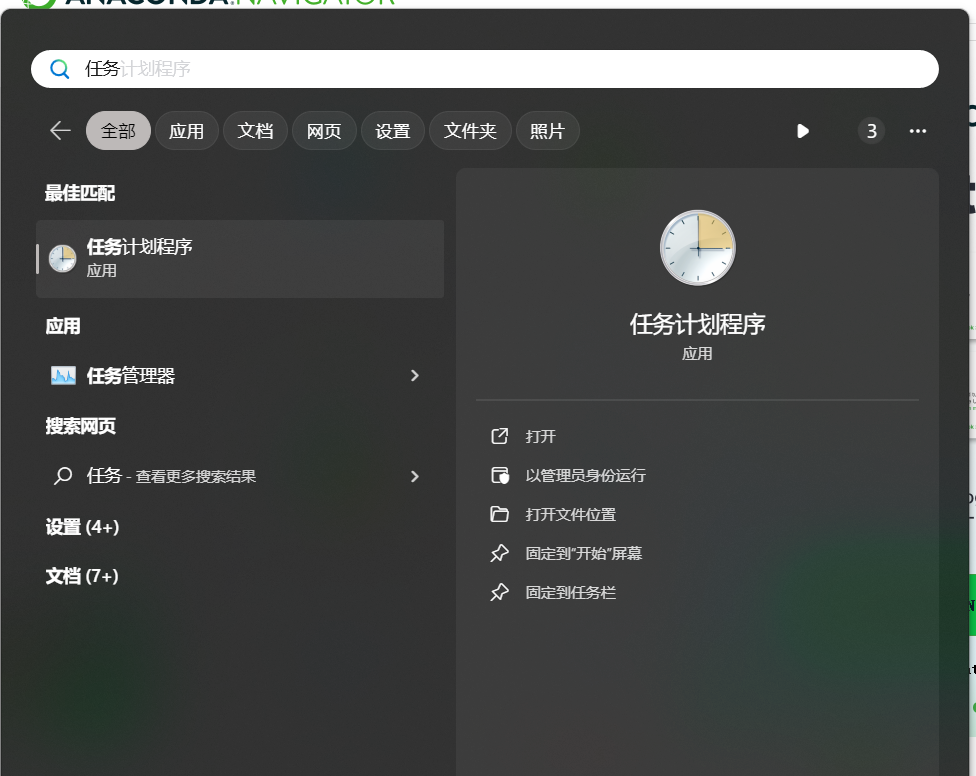 ANACONDA.NAVIGATOR
任务计划程序
全部 应用 文档 网页 设置 文件夹 照片 3
最佳匹配
任务计划程序
应用
应用
任务管理器
搜索网页
任务 - 查看更多搜索结果
设置 (4+)
文档 (7+)
任务计划程序
应用
打开
以管理员身份运行
打开文件位置
固定到"开始"屏幕
固定到任务栏